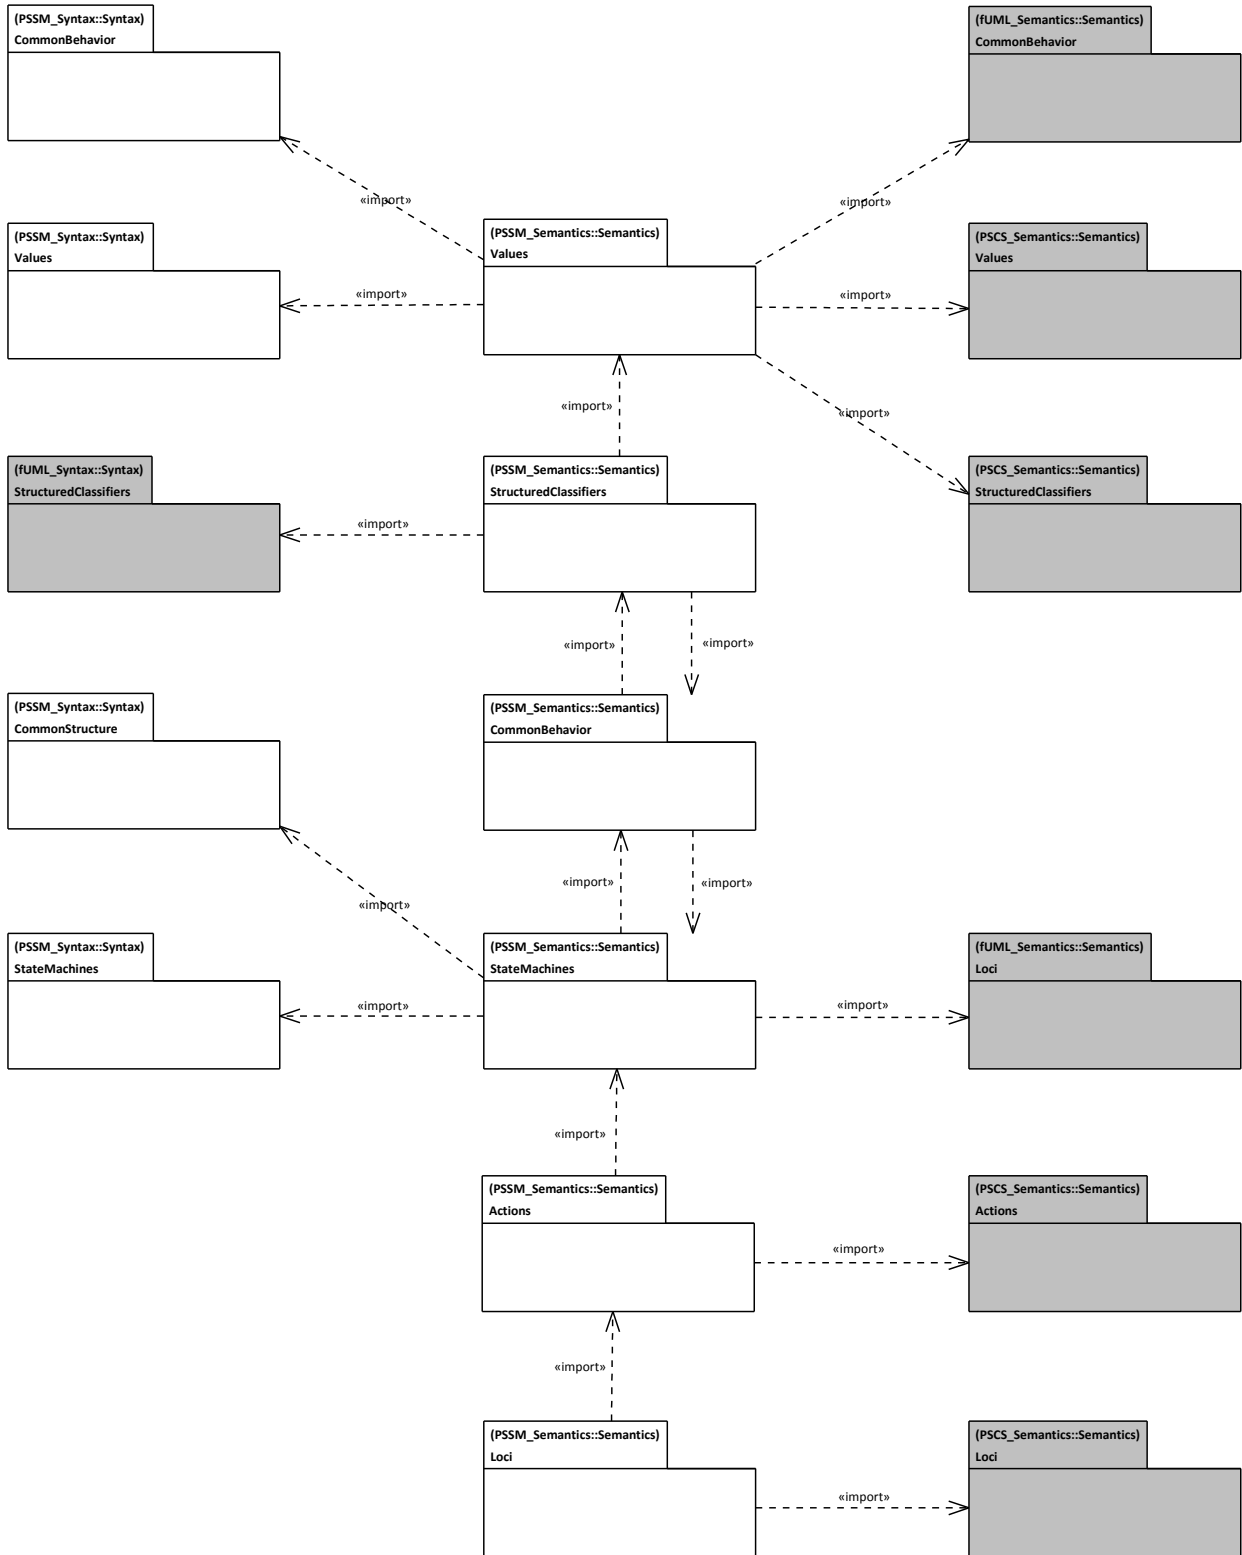 (PSSM_Syntax::Syntax)
CommonBehavior
(fUML_Semantics::Semantics)
CommonBehavior
«import»
«import»
(PSSM_Syntax::Syntax)
Values
(PSSM_Semantics::Semantics)
Values
(PSCS_Semantics::Semantics)
Values
«import»
«import»
«import»
«import»
(fUML_Syntax::Syntax)
StructuredClassifiers
(PSSM_Semantics::Semantics)
StructuredClassifiers
(PSCS_Semantics::Semantics)
StructuredClassifiers
«import»
«import»
«import»
(PSSM_Syntax::Syntax)
CommonStructure
(PSSM_Semantics::Semantics)
CommonBehavior
«import»
«import»
«import»
(PSSM_Syntax::Syntax)
StateMachines
(PSSM_Semantics::Semantics)
StateMachines
(fUML_Semantics::Semantics)
Loci
«import»
«import»
«import»
(PSSM_Semantics::Semantics)
Actions
(PSCS_Semantics::Semantics)
Actions
«import»
«import»
(PSSM_Semantics::Semantics)
Loci
(PSCS_Semantics::Semantics)
Loci
«import»